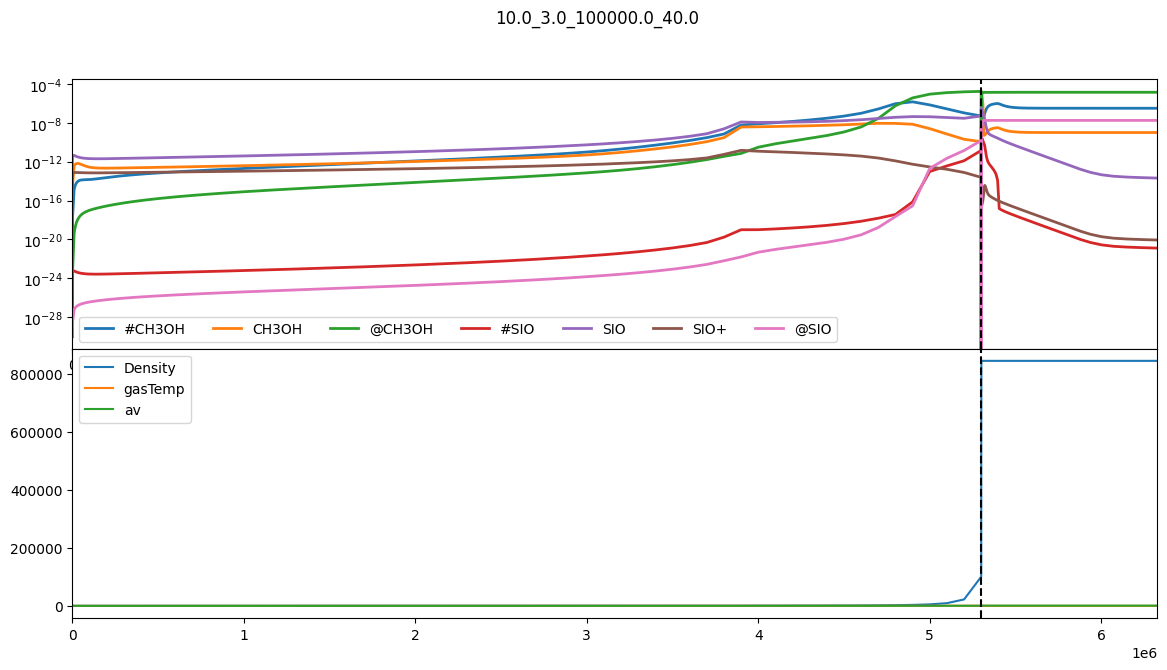 10.0_3.0_100000.0_40.0
10⁻⁴
10⁻⁸
10⁻¹²
10⁻¹⁶
10⁻²⁰
10⁻²⁴
10⁻²⁸
#CH3OH CH3OH @CH3OH #SIO SIO SIO+ @SIO
800000
600000
400000
200000
0
Density
gasTemp
av
0 1 2 3 4 5 6
1e6